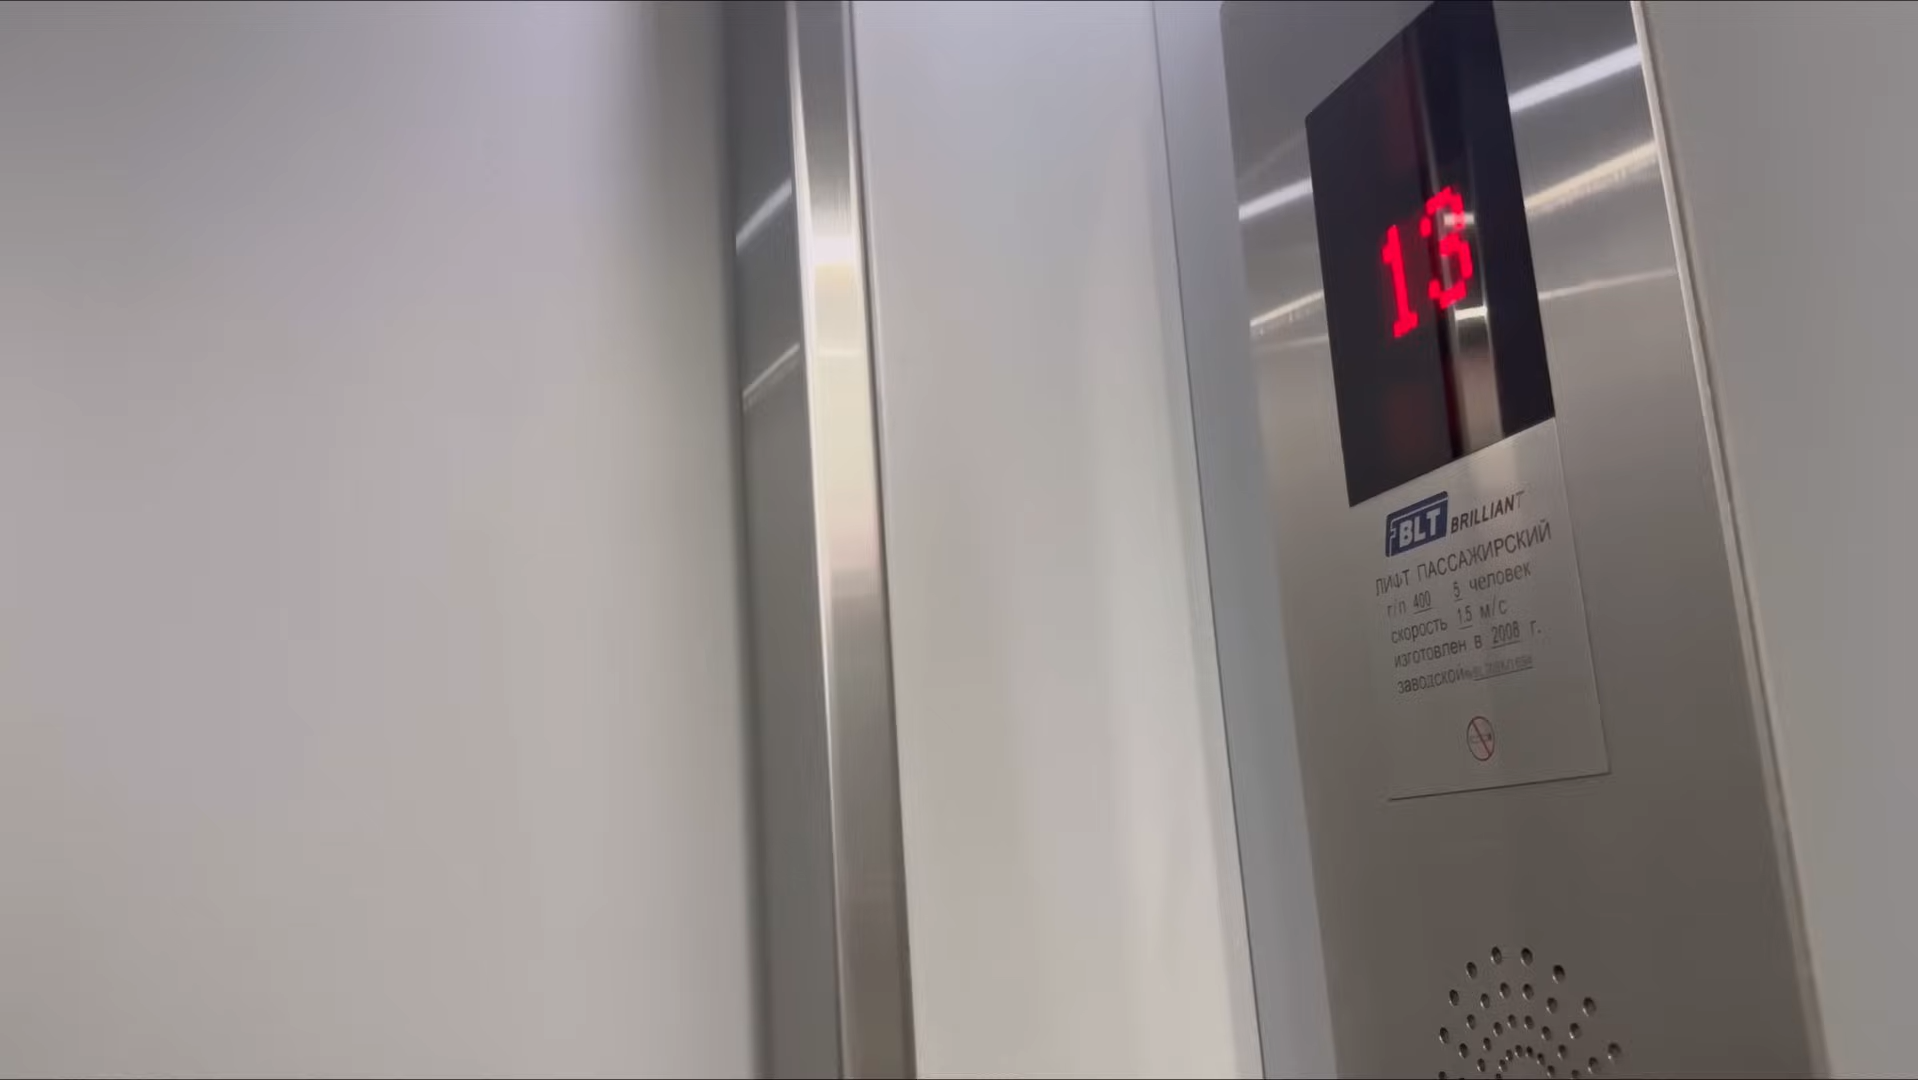 13
BLT BRILLIANT
ЛИФТ ПАССАЖИРСКИЙ
г/п 400 5 человек
скорость 1.5 м/с
изготовлен в 2008 г.
заводской